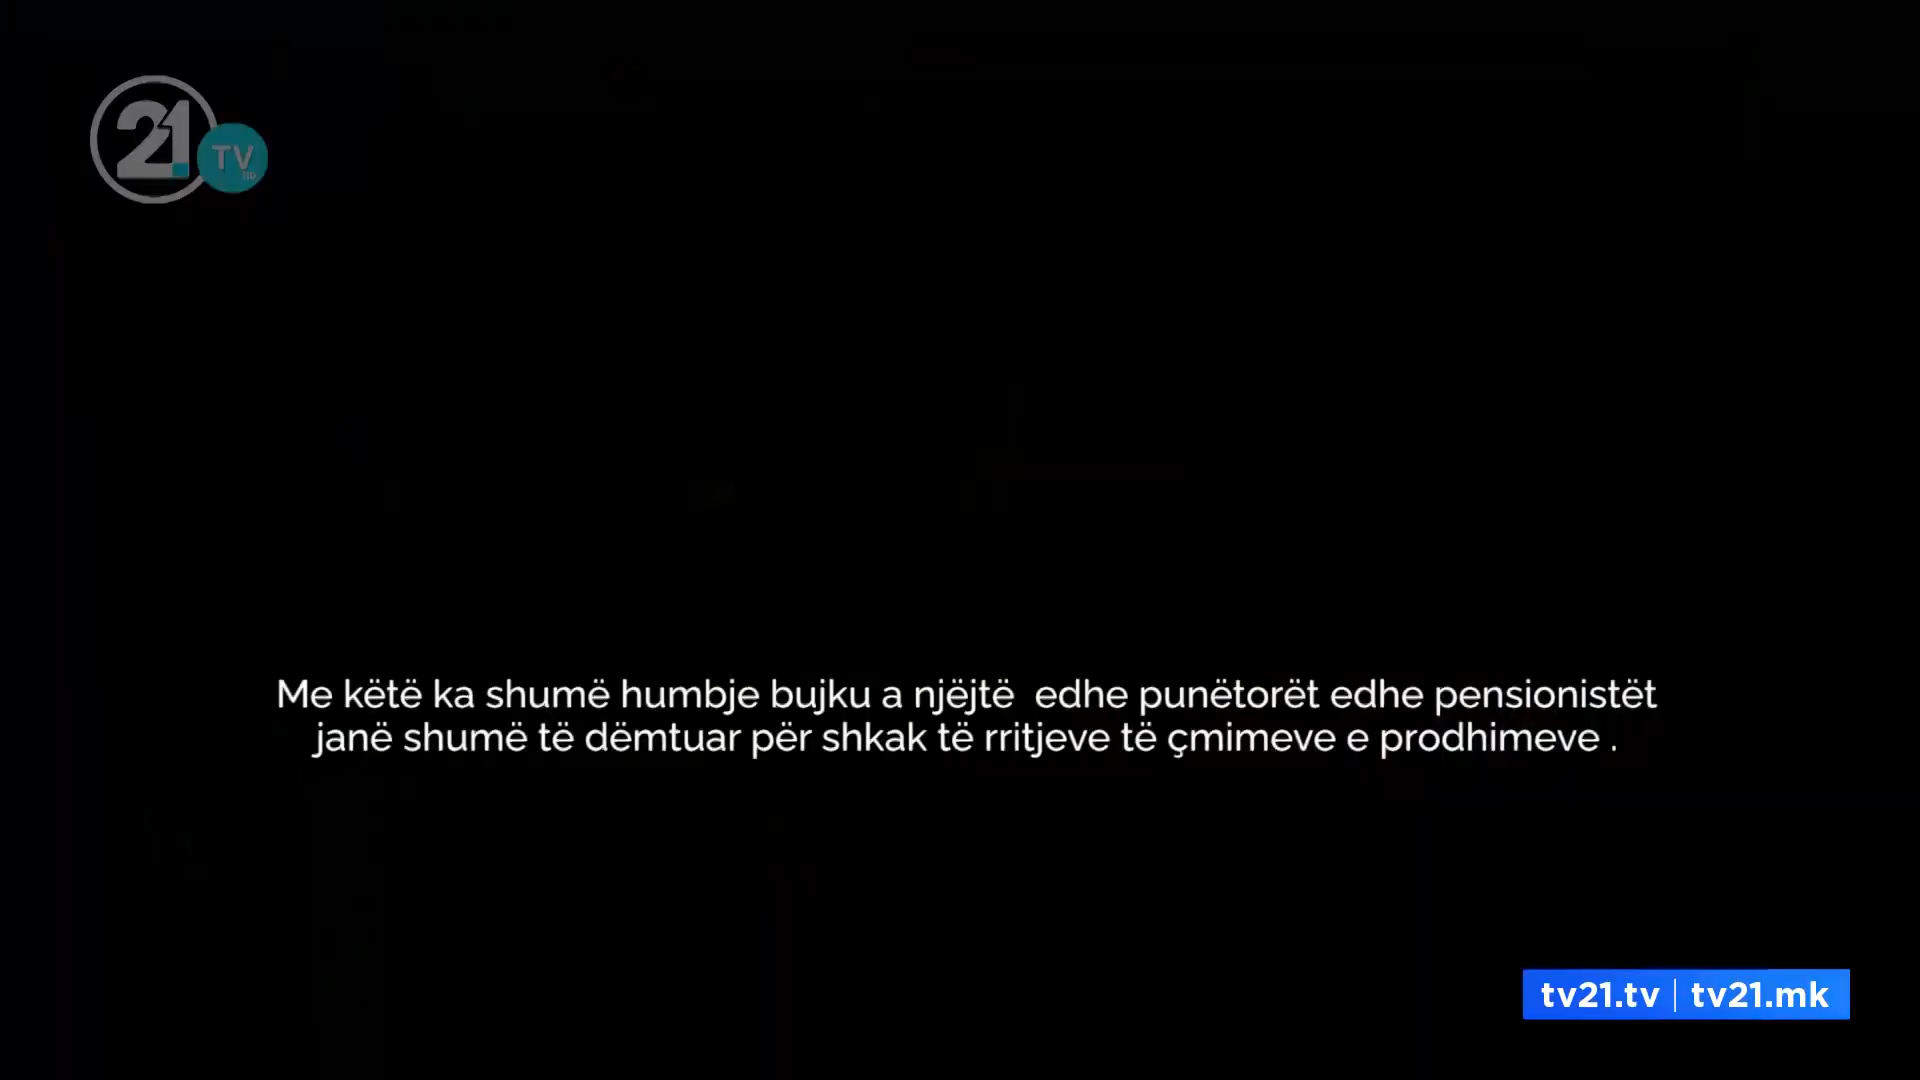 21
TV
HD
Me këtë ka shumë humbje bujku a njëjtë edhe punëtorët edhe pensionistët
janë shumë të dëmtuar për shkak të rritjeve të çmimeve e prodhimeve .
tv21.tv | tv21.mk